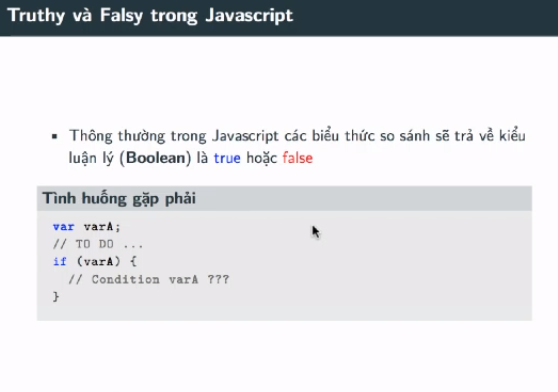 Truthy và Falsy trong Javascript
▪ Thông thường trong Javascript các biểu thức so sánh sẽ trả về kiểu
luận lý (Boolean) là true hoặc false
Tình huống gặp phải
var varA;
// TO DO ...
if (varA) {
  // Condition varA ???
}